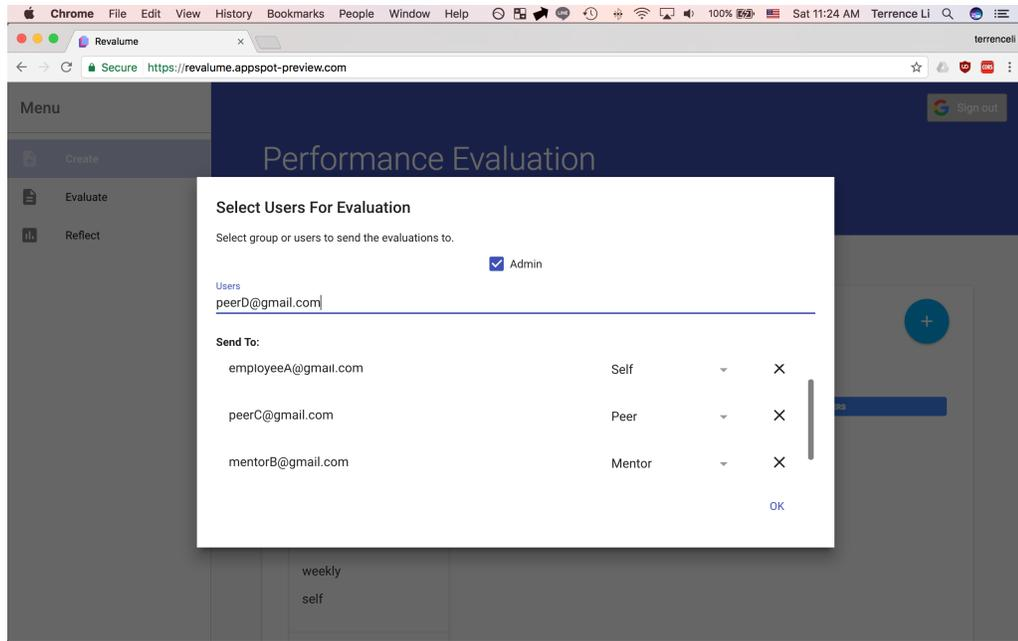 Chrome File Edit View History Bookmarks People Window Help LINE 100% Sat 11:24 AM Terrence Li
Revalume
terrenceli
Secure https://revalume.appspot-preview.com
CORS
Menu
Sign out
Create
Performance Evaluation
Evaluate
Reflect
Select Users For Evaluation
Select group or users to send the evaluations to.
Admin
Users
peerD@gmail.com
Send To:
employeeA@gmail.com Self
peerC@gmail.com Peer
mentorB@gmail.com Mentor
OK
weekly
self